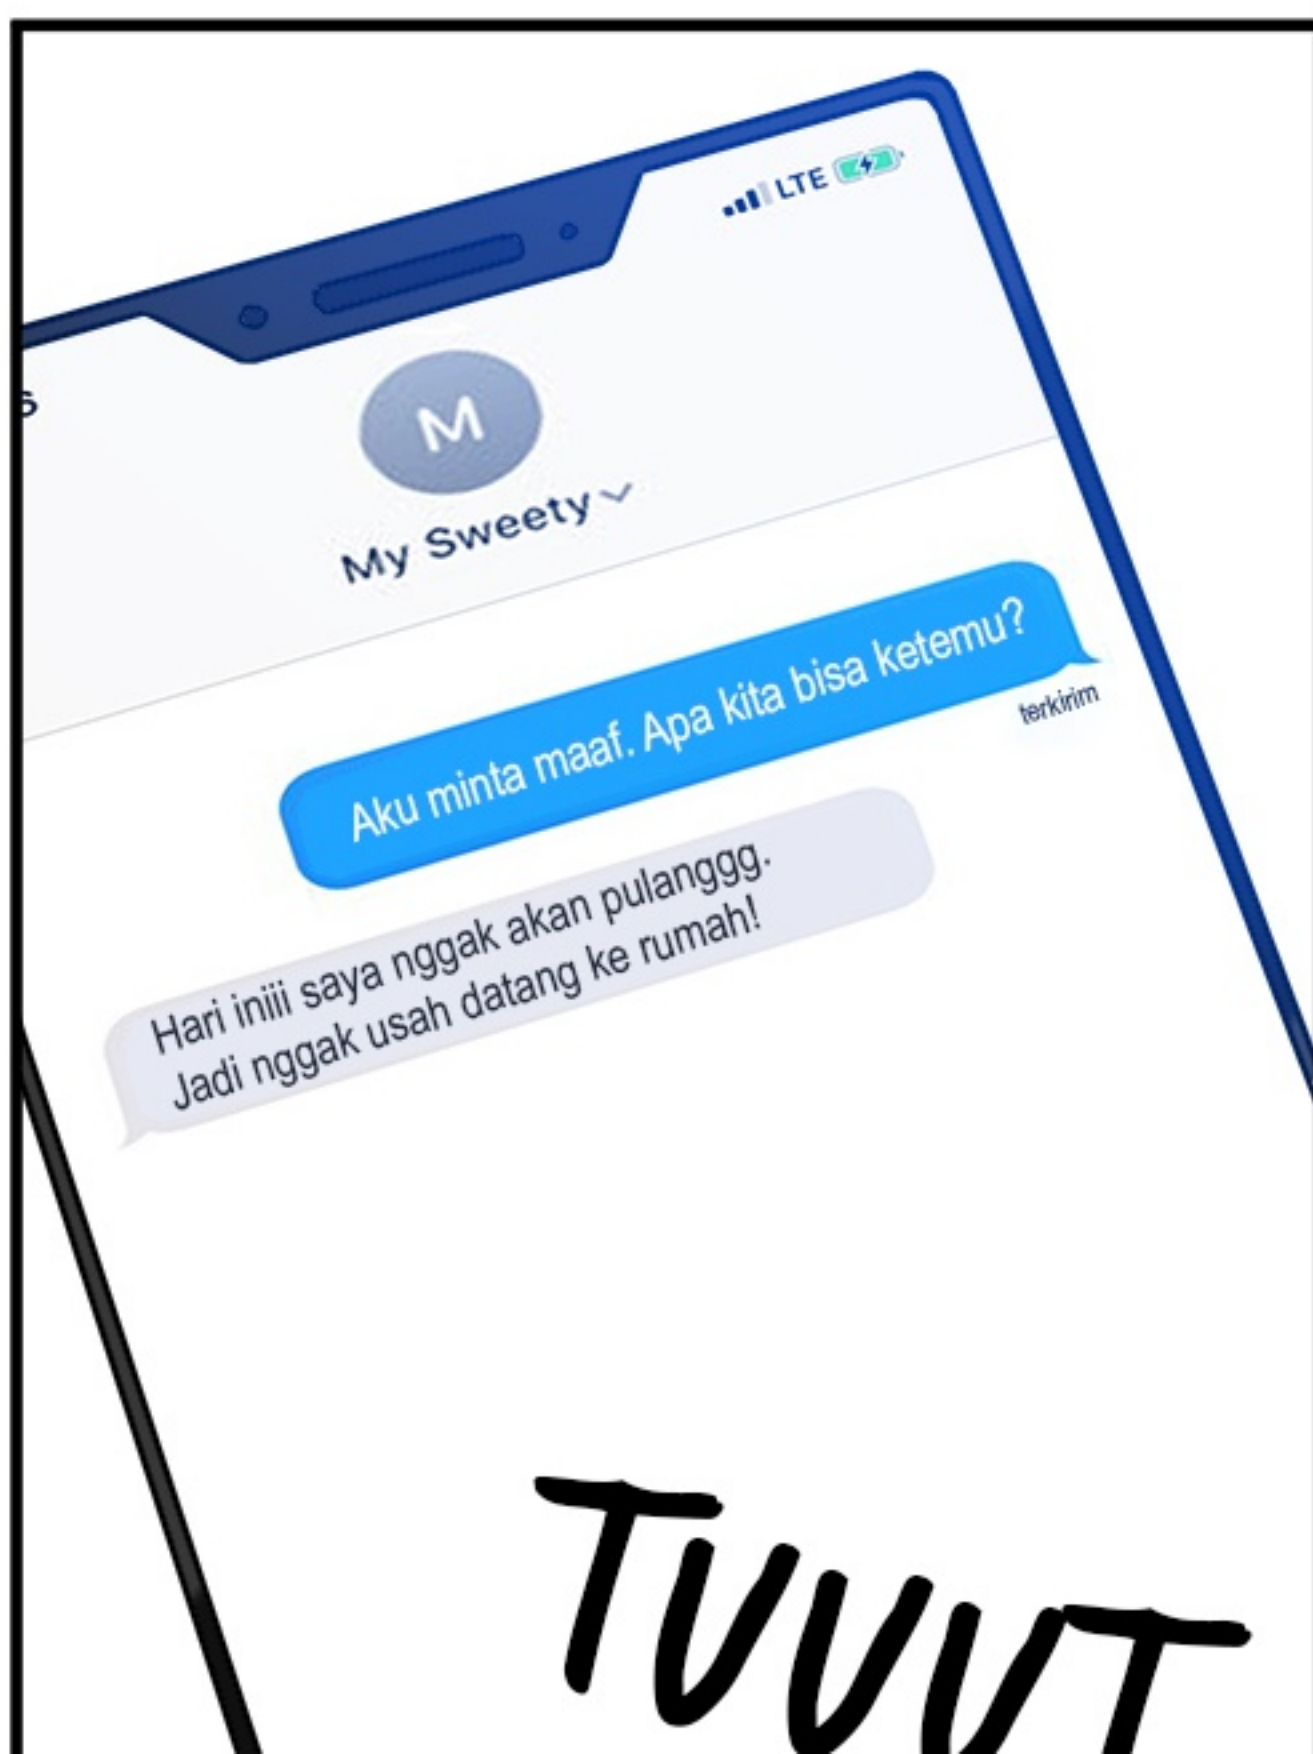 LTE
S
M
My Sweety
Aku minta maaf. Apa kita bisa ketemu?
terkirim
Hari iniii saya nggak akan pulanggg.
Jadi nggak usah datang ke rumah!
TUUUT